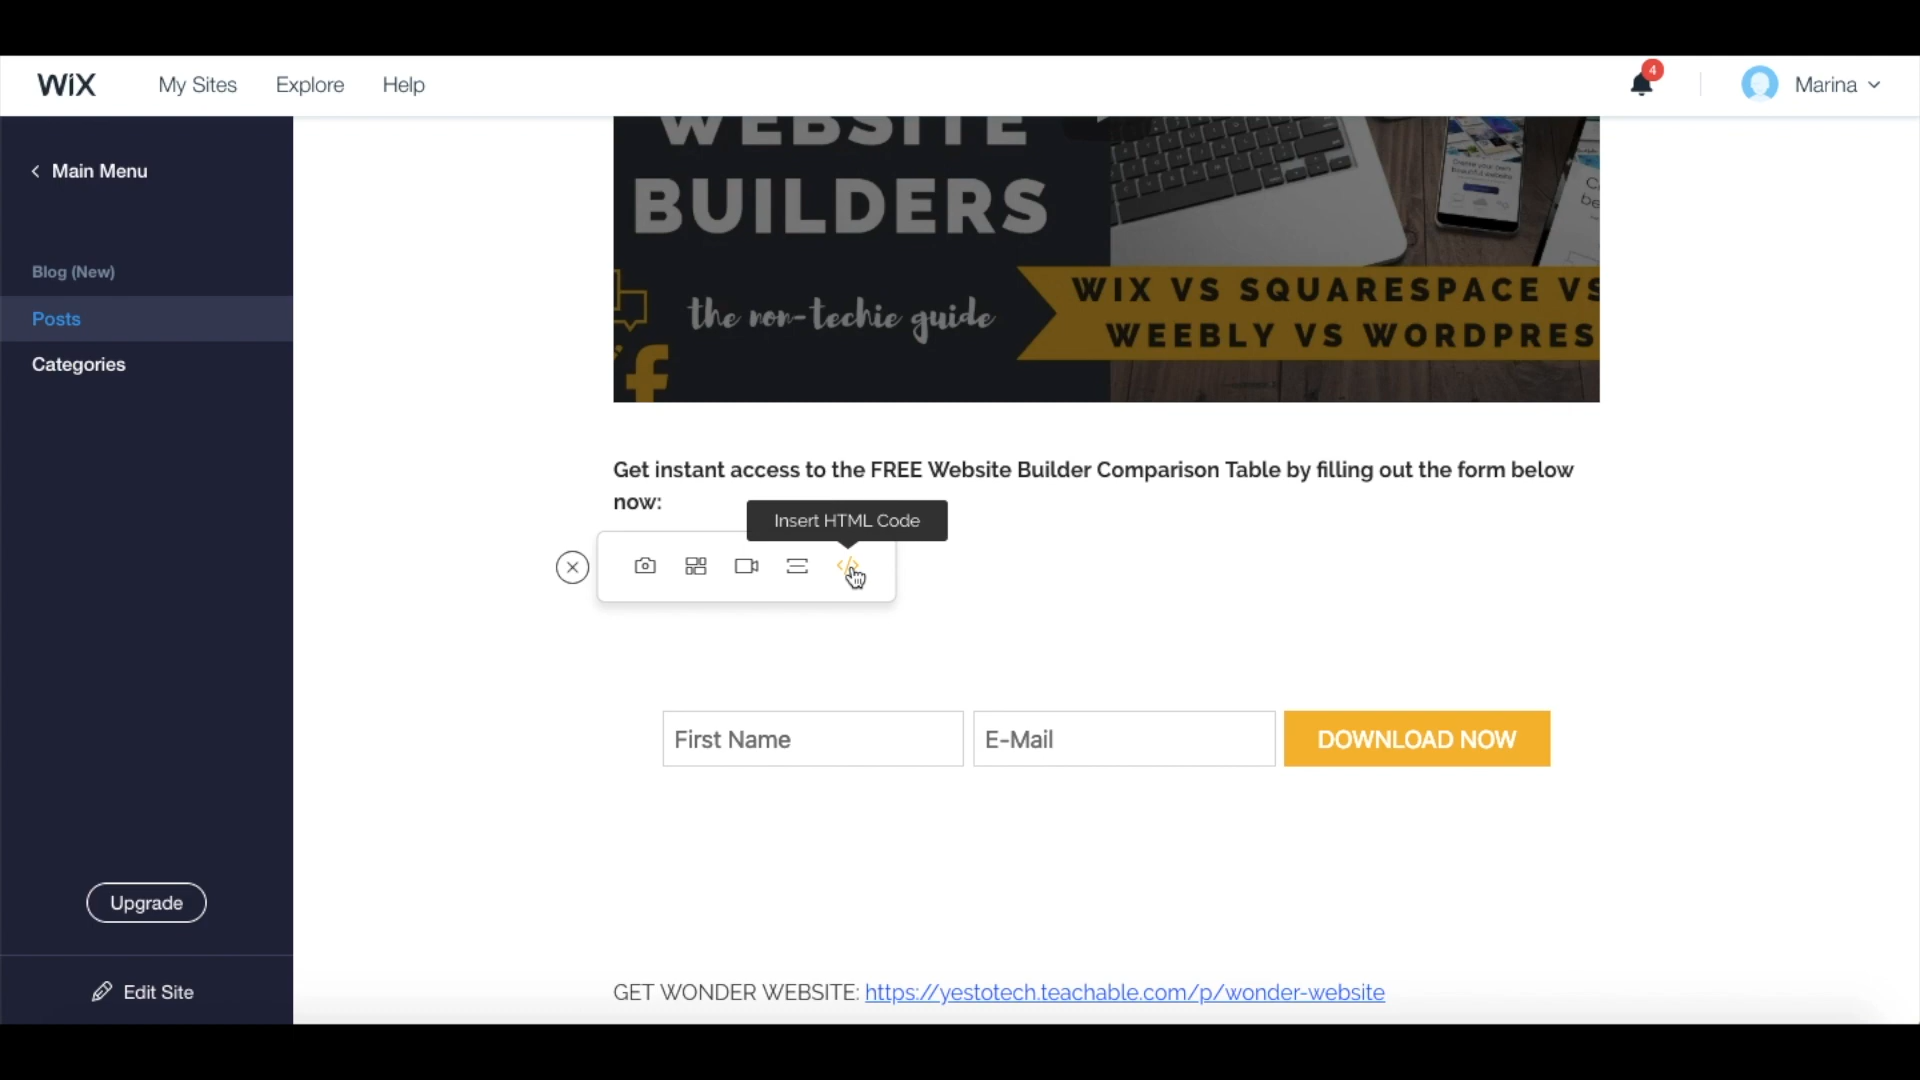 WiX My Sites Explore Help 4 Marina
Main Menu
Blog (New)
Posts
Categories
Upgrade
Edit Site
WEBSITE
BUILDERS
the non-techie guide
WIX VS SQUARESPACE VS
WEEBLY VS WORDPRES
Get instant access to the FREE Website Builder Comparison Table by filling out the form below
now:
Insert HTML Code
First Name E-Mail DOWNLOAD NOW
GET WONDER WEBSITE: https://yestotech.teachable.com/p/wonder-website